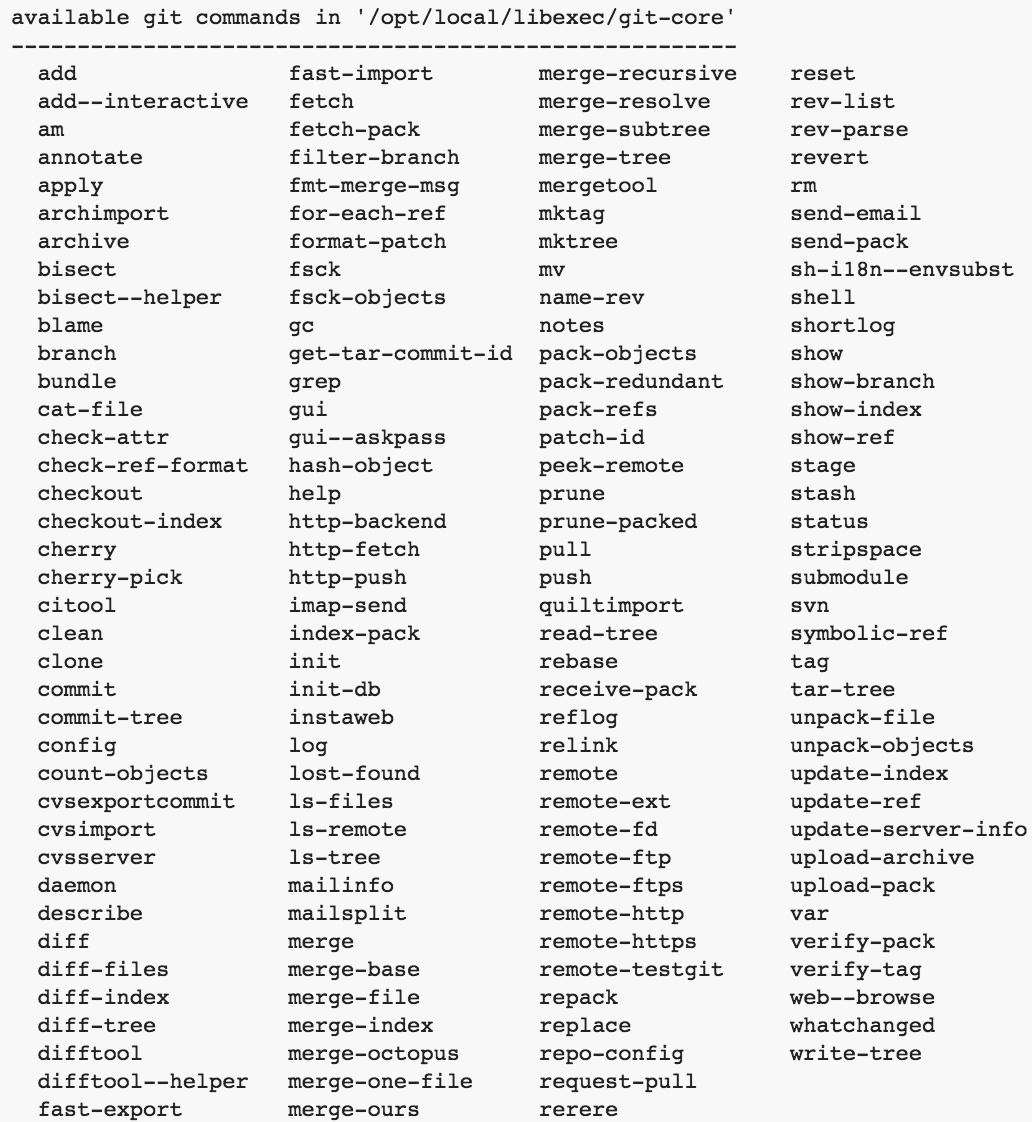 available git commands in '/opt/local/libexec/git-core'
-------------------------------------------------------
  add                fast-import        merge-recursive    reset
  add--interactive   fetch              merge-resolve      rev-list
  am                 fetch-pack         merge-subtree      rev-parse
  annotate           filter-branch      merge-tree         revert
  apply              fmt-merge-msg      mergetool          rm
  archimport         for-each-ref       mktag              send-email
  archive            format-patch       mktree             send-pack
  bisect             fsck               mv                 sh-i18n--envsubst
  bisect--helper     fsck-objects       name-rev           shell
  blame              gc                 notes              shortlog
  branch             get-tar-commit-id  pack-objects       show
  bundle             grep               pack-redundant     show-branch
  cat-file           gui                pack-refs          show-index
  check-attr         gui--askpass       patch-id           show-ref
  check-ref-format   hash-object        peek-remote        stage
  checkout           help               prune              stash
  checkout-index     http-backend       prune-packed       status
  cherry             http-fetch         pull               stripspace
  cherry-pick        http-push          push               submodule
  citool             imap-send          quiltimport        svn
  clean              index-pack         read-tree          symbolic-ref
  clone              init               rebase             tag
  commit             init-db            receive-pack       tar-tree
  commit-tree        instaweb           reflog             unpack-file
  config             log                relink             unpack-objects
  count-objects      lost-found         remote             update-index
  cvsexportcommit    ls-files           remote-ext         update-ref
  cvsimport          ls-remote          remote-fd          update-server-info
  cvsserver          ls-tree            remote-ftp         upload-archive
  daemon             mailinfo           remote-ftps        upload-pack
  describe           mailsplit          remote-http        var
  diff               merge              remote-https       verify-pack
  diff-files         merge-base         remote-testgit     verify-tag
  diff-index         merge-file         repack             web--browse
  diff-tree          merge-index        replace            whatchanged
  difftool           merge-octopus      repo-config        write-tree
  difftool--helper   merge-one-file     request-pull
  fast-export        merge-ours         rerere